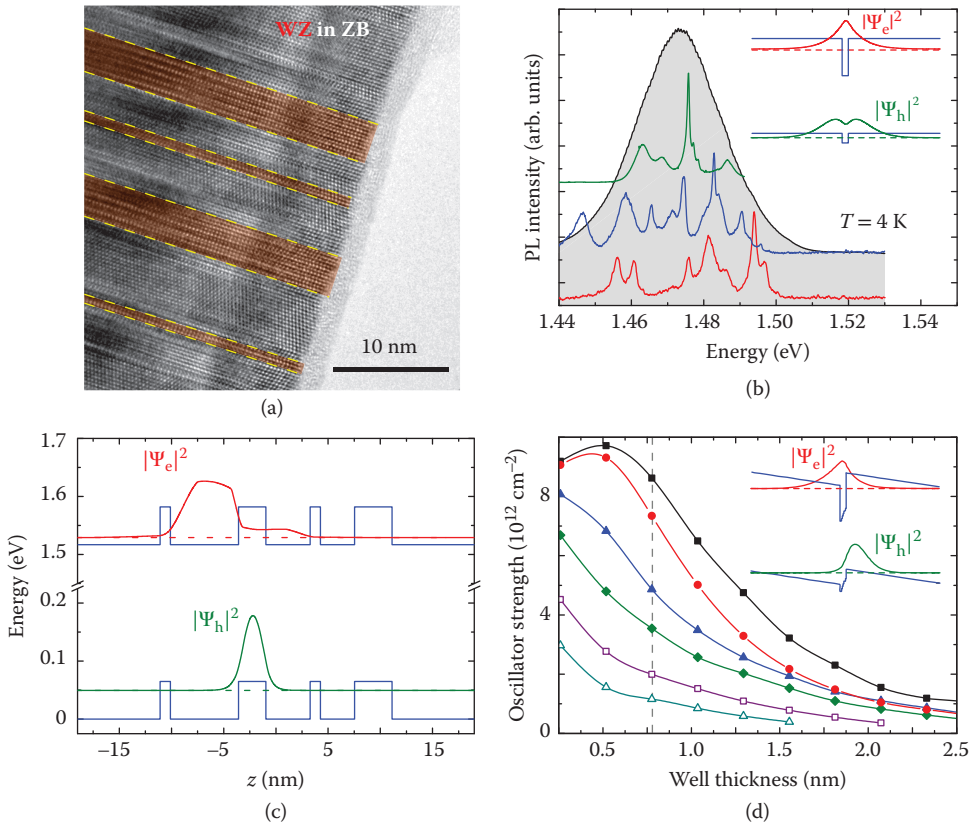 WZ in ZB
10 nm
(a)
PL intensity (arb. units)
|Ψe|²
|Ψh|²
T = 4 K
1.44 1.46 1.48 1.50 1.52 1.54
Energy (eV)
(b)
1.7
1.6
1.5
0.2
0.1
0
Energy (eV)
|Ψe|²
|Ψh|²
−15 −5 5 15
z (nm)
(c)
8
4
0
Oscillator strength (10¹² cm⁻²)
|Ψe|²
|Ψh|²
0.5 1.0 1.5 2.0 2.5
Well thickness (nm)
(d)